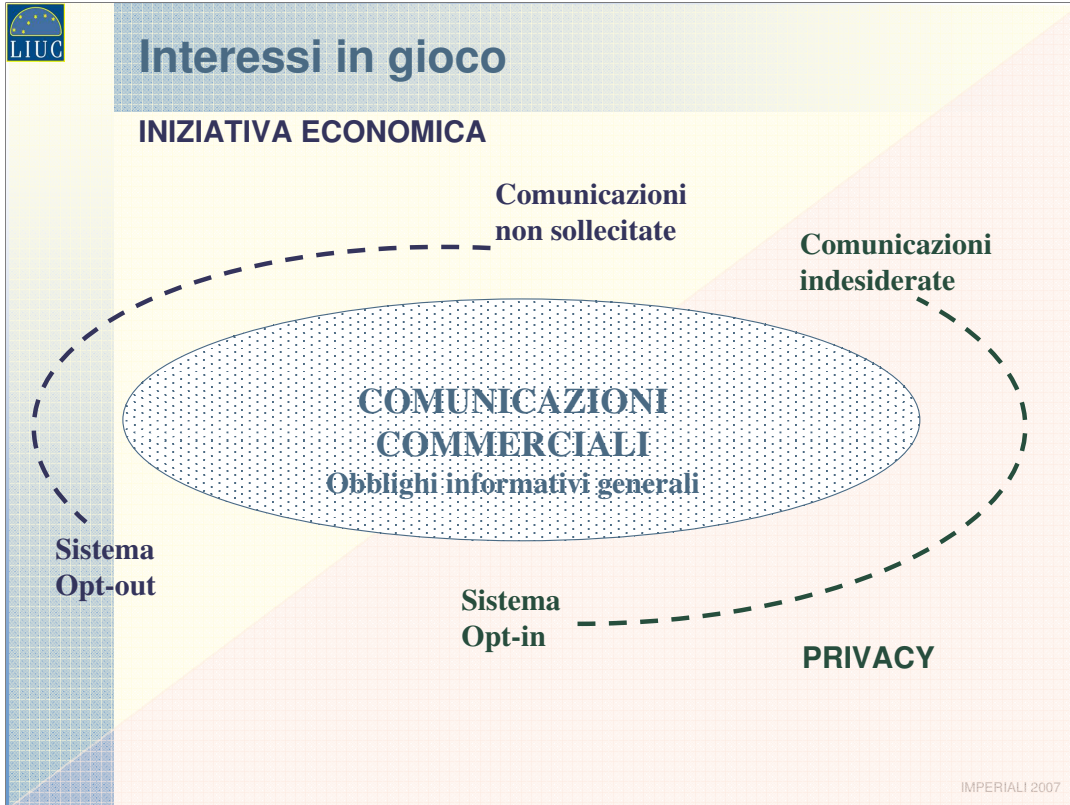 LIUC
Interessi in gioco
INIZIATIVA ECONOMICA
Comunicazioni
non sollecitate
Comunicazioni
indesiderate
COMUNICAZIONI
COMMERCIALI
Obblighi informativi generali
Sistema
Opt-out
Sistema
Opt-in
PRIVACY
IMPERIALI 2007